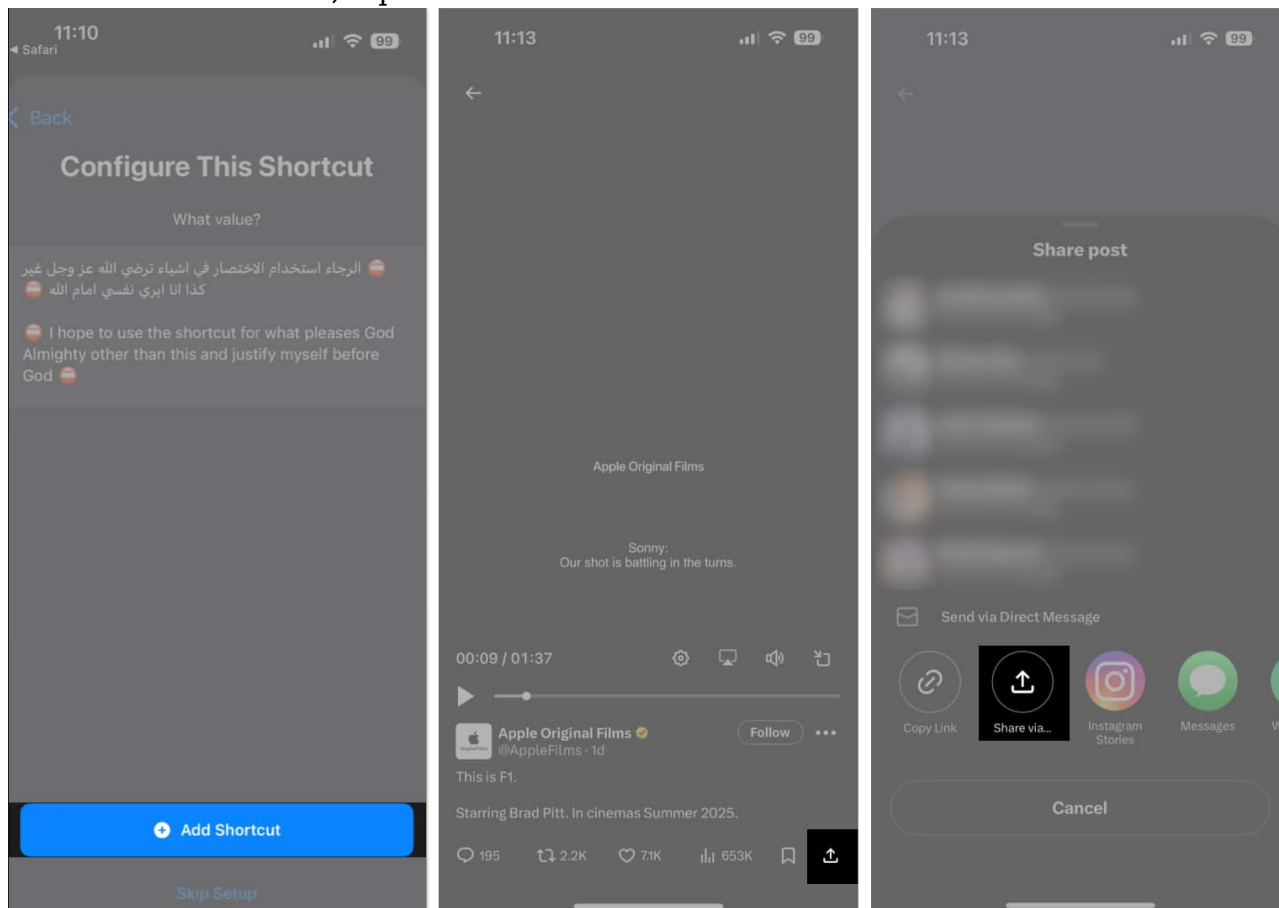 11:10
Safari
99
Back
Configure This Shortcut
What value?
⛔ الرجاء استخدام الاختصار في اشياء ترضي الله عز وجل غير
كذا انا ابري نفسي امام الله ⛔
⛔ I hope to use the shortcut for what pleases God
Almighty other than this and justify myself before
God ⛔
Add Shortcut
Skip Setup
11:13
99
Apple Original Films
Sonny:
Our shot is battling in the turns.
00:09 / 01:37
Apple Original Films
@AppleFilms · 1d
Follow
This is F1.
Starring Brad Pitt. In cinemas Summer 2025.
195 2.2K 7.1K 653K
11:13
99
Share post
Send via Direct Message
Copy Link
Share via...
Instagram
Stories
Messages
Cancel